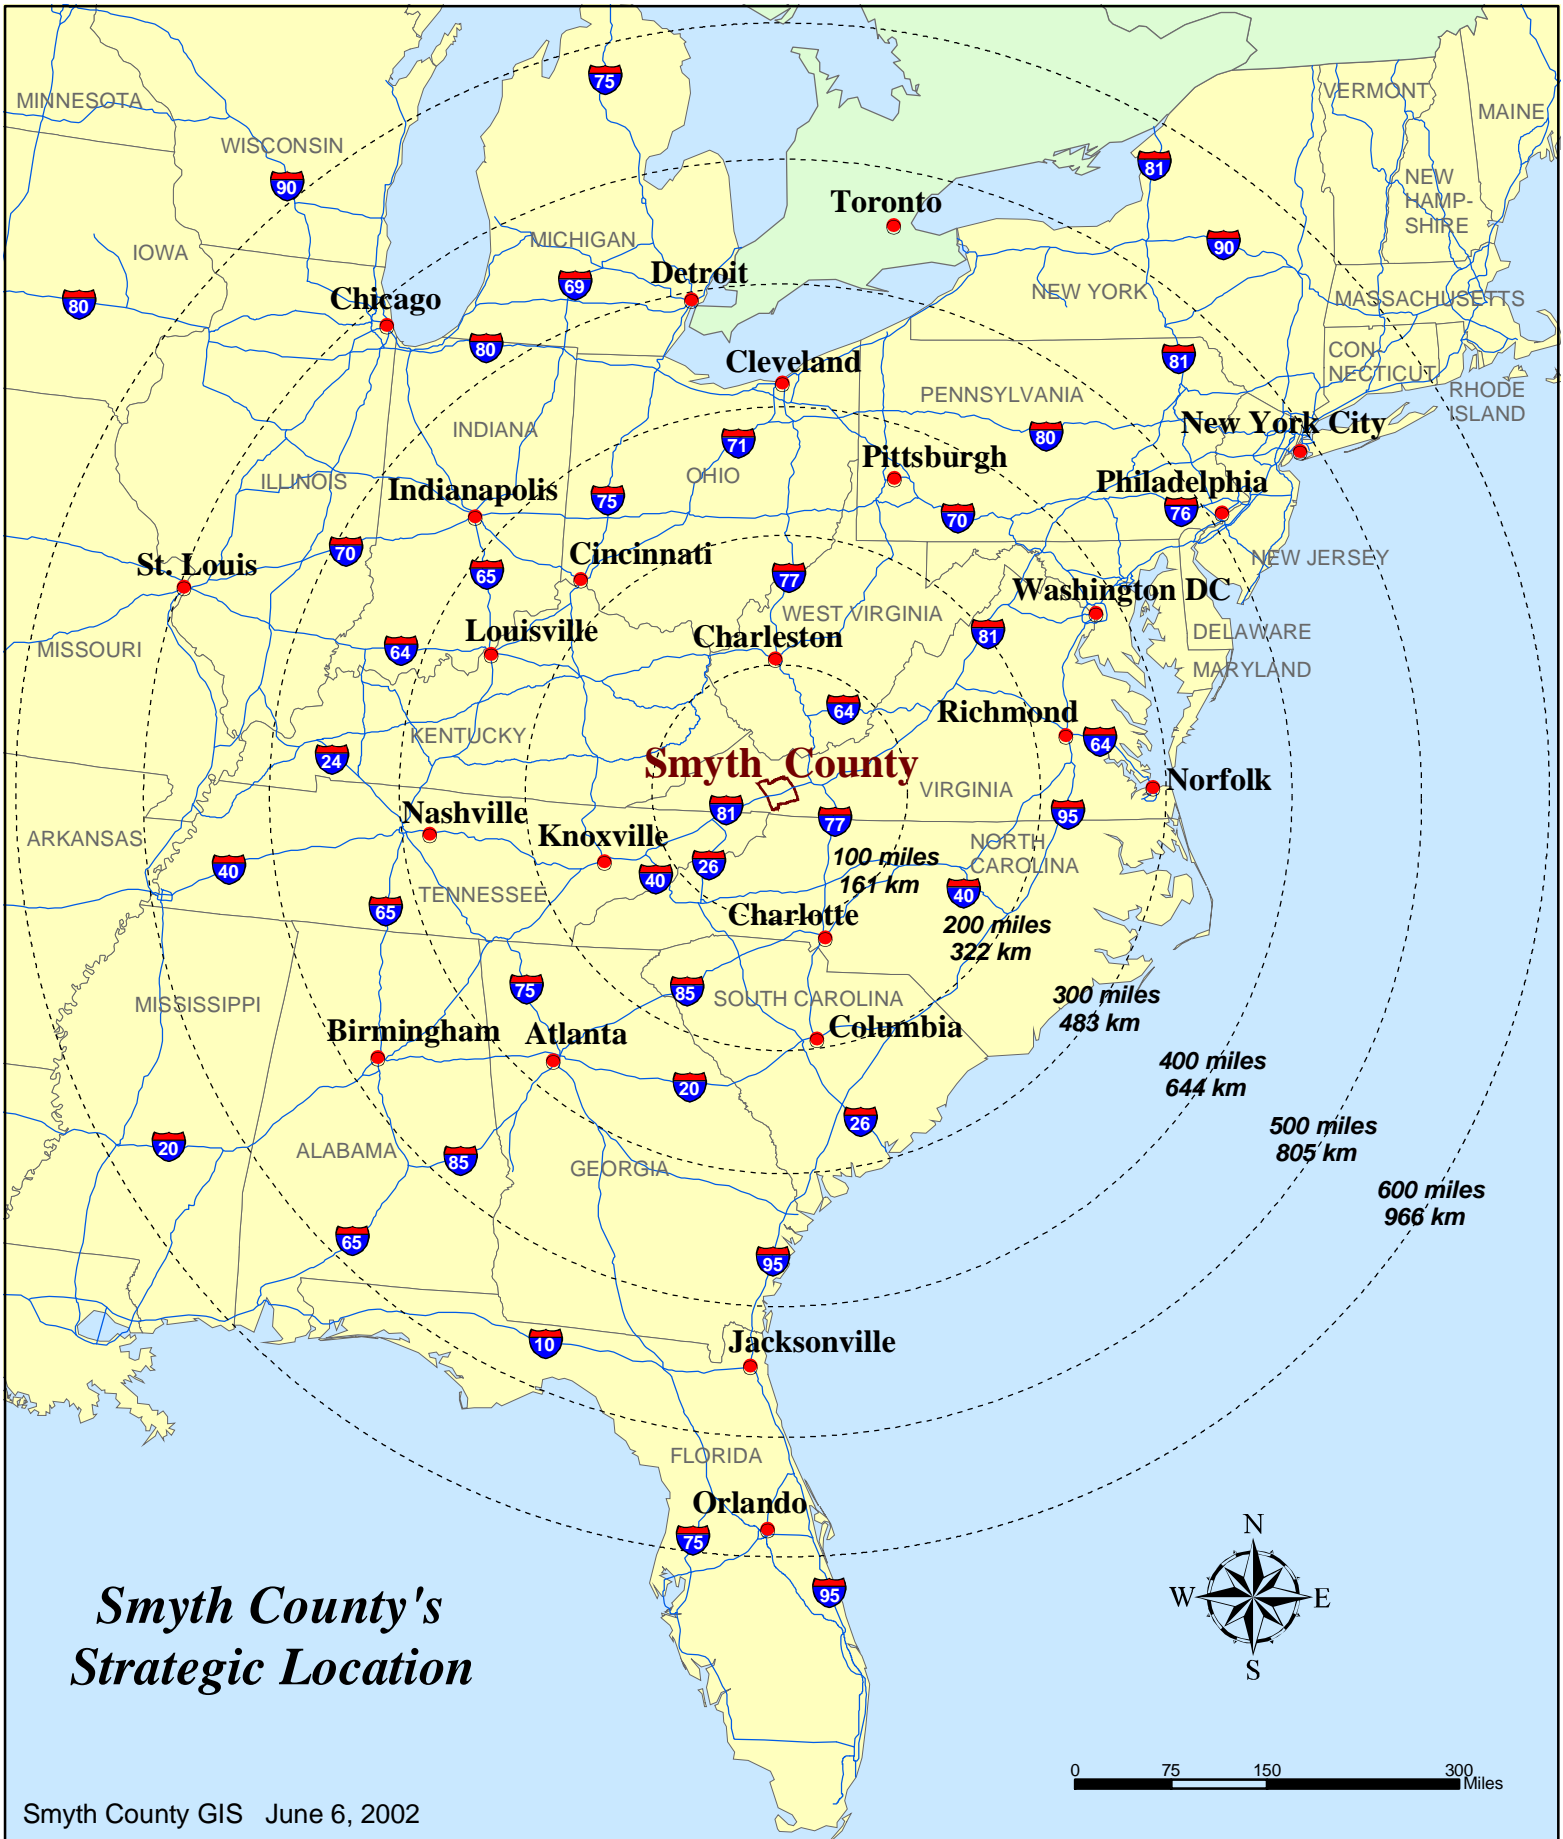 75
MINNESOTA
VERMONT
MAINE
WISCONSIN
90
81
NEW
HAMP-
SHIRE
Toronto
MICHIGAN
IOWA
90
Detroit
69
80
Chicago
NEW YORK
MASSACHUSETTS
80
Cleveland
81
CON-
NECTICUT
RHODE
ISLAND
PENNSYLVANIA
INDIANA
71
80
New York City
Pittsburgh
OHIO
ILLINOIS
Indianapolis
75
Philadelphia
76
70
70
St. Louis
65
Cincinnati
77
NEW JERSEY
Washington DC
WEST VIRGINIA
Louisville
Charleston
81
DELAWARE
MISSOURI
64
MARYLAND
64
Richmond
64
KENTUCKY
24
Smyth County
VIRGINIA
Norfolk
81
77
95
Nashville
Knoxville
ARKANSAS
NORTH
CAROLINA
40
26
40
100 miles
161 km
40
TENNESSEE
65
Charlotte
200 miles
322 km
75
85
SOUTH CAROLINA
300 miles
483 km
MISSISSIPPI
Birmingham
Atlanta
Columbia
400 miles
644 km
20
26
20
ALABAMA
85
GEORGIA
500 miles
805 km
600 miles
966 km
65
95
10
Jacksonville
FLORIDA
Orlando
75
95
N
W
E
S
Smyth County's
Strategic Location
0 75 150 300
Miles
Smyth County GIS June 6, 2002